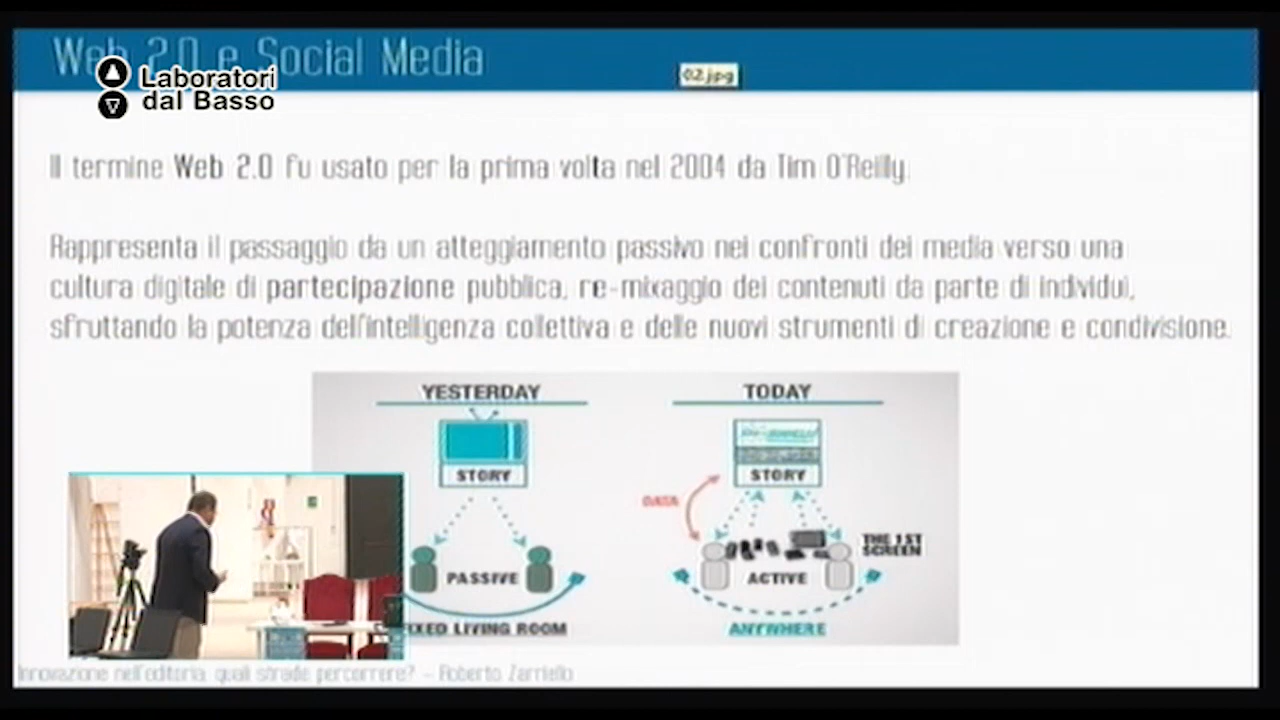 Web 2.0 e Social Media
Laboratori
dal Basso
02.jpg
Il termine Web 2.0 fu usato per la prima volta nel 2004 da Tim O'Reilly.
Rappresenta il passaggio da un atteggiamento passivo nei confronti dei media verso una
cultura digitale di partecipazione pubblica, re-mixaggio dei contenuti da parte di individui,
sfruttando la potenza dell'intelligenza collettiva e delle nuovi strumenti di creazione e condivisione.
YESTERDAY
STORY
PASSIVE
LIVING ROOM
TODAY
STORY
DATA
THE 1ST
SCREEN
ACTIVE
ANYWHERE
Innovazione nell'editoria: quali strade percorrere? – Roberto Zarriello